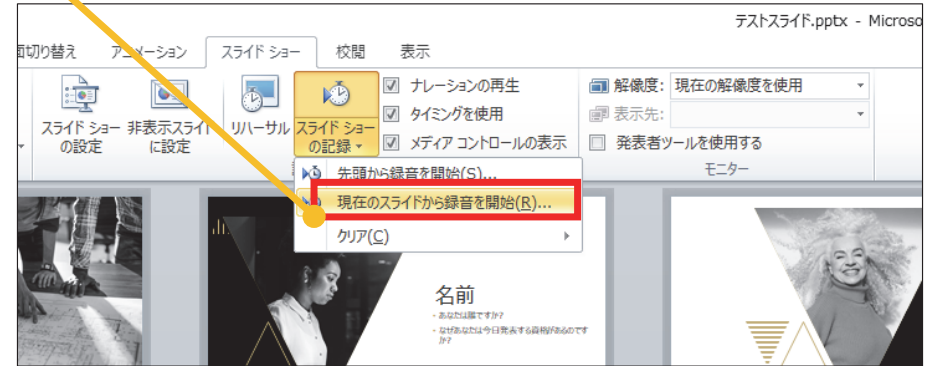 テストスライド.pptx - Microso
面切り替え アニメーション スライド ショー 校閲 表示
スライド ショー
の設定
非表示スライド
に設定
リハーサル
スライド ショー
の記録
ナレーションの再生
タイミングを使用
メディア コントロールの表示
解像度: 現在の解像度を使用
表示先:
発表者ツールを使用する
モニター
先頭から録音を開始(S)...
現在のスライドから録音を開始(R)...
クリア(C)
名前
・あなたは誰ですか?
・なぜあなたは今日発表する資格があるのです
か?